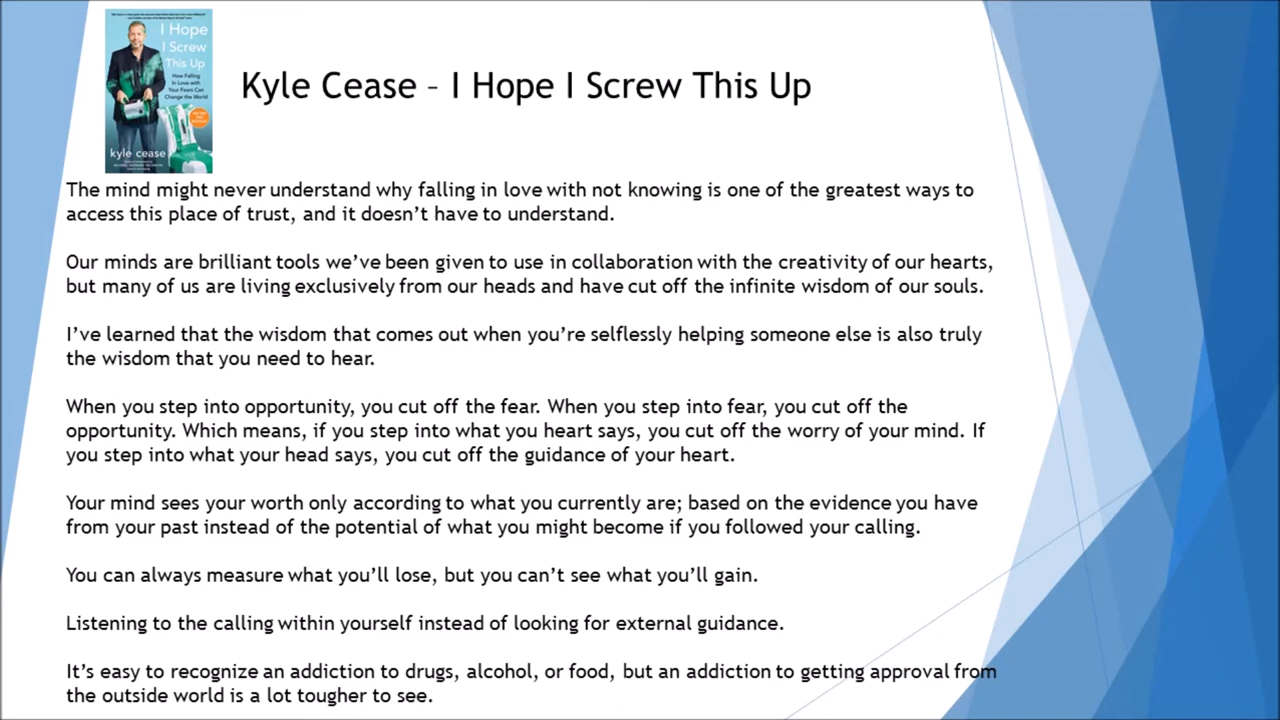 I Hope
I Screw
This Up
How Falling
In Love with
Your Fears Can
Change the World
kyle cease
Kyle Cease – I Hope I Screw This Up
The mind might never understand why falling in love with not knowing is one of the greatest ways to
access this place of trust, and it doesn't have to understand.
Our minds are brilliant tools we've been given to use in collaboration with the creativity of our hearts,
but many of us are living exclusively from our heads and have cut off the infinite wisdom of our souls.
I've learned that the wisdom that comes out when you're selflessly helping someone else is also truly
the wisdom that you need to hear.
When you step into opportunity, you cut off the fear. When you step into fear, you cut off the
opportunity. Which means, if you step into what you heart says, you cut off the worry of your mind. If
you step into what your head says, you cut off the guidance of your heart.
Your mind sees your worth only according to what you currently are; based on the evidence you have
from your past instead of the potential of what you might become if you followed your calling.
You can always measure what you'll lose, but you can't see what you'll gain.
Listening to the calling within yourself instead of looking for external guidance.
It's easy to recognize an addiction to drugs, alcohol, or food, but an addiction to getting approval from
the outside world is a lot tougher to see.